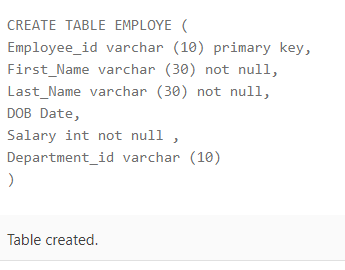 CREATE TABLE EMPLOYE (
Employee_id varchar (10) primary key,
First_Name varchar (30) not null,
Last_Name varchar (30) not null,
DOB Date,
Salary int not null ,
Department_id varchar (10)
)
Table created.